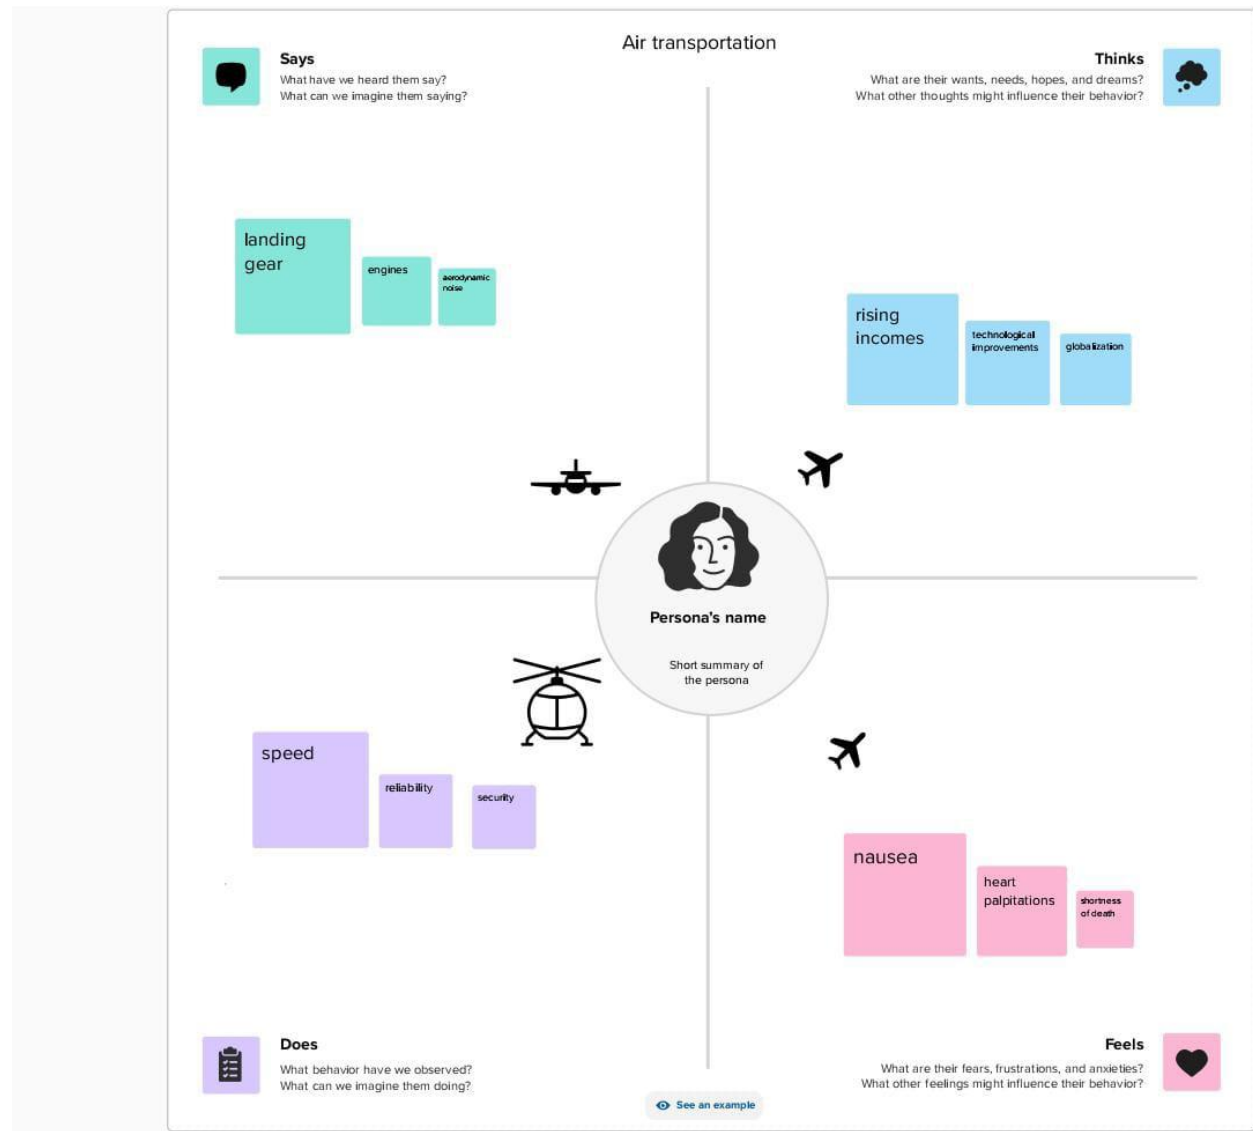 Air transportation
Says
What have we heard them say?
What can we imagine them saying?
Thinks
What are their wants, needs, hopes, and dreams?
What other thoughts might influence their behavior?
landing
gear
engines
aerodynamic
noise
rising
incomes
technological
improvements
globalization
Persona's name
Short summary of
the persona
speed
reliability
security
nausea
heart
palpitations
shortness
of death
Does
What behavior have we observed?
What can we imagine them doing?
Feels
What are their fears, frustrations, and anxieties?
What other feelings might influence their behavior?
See an example